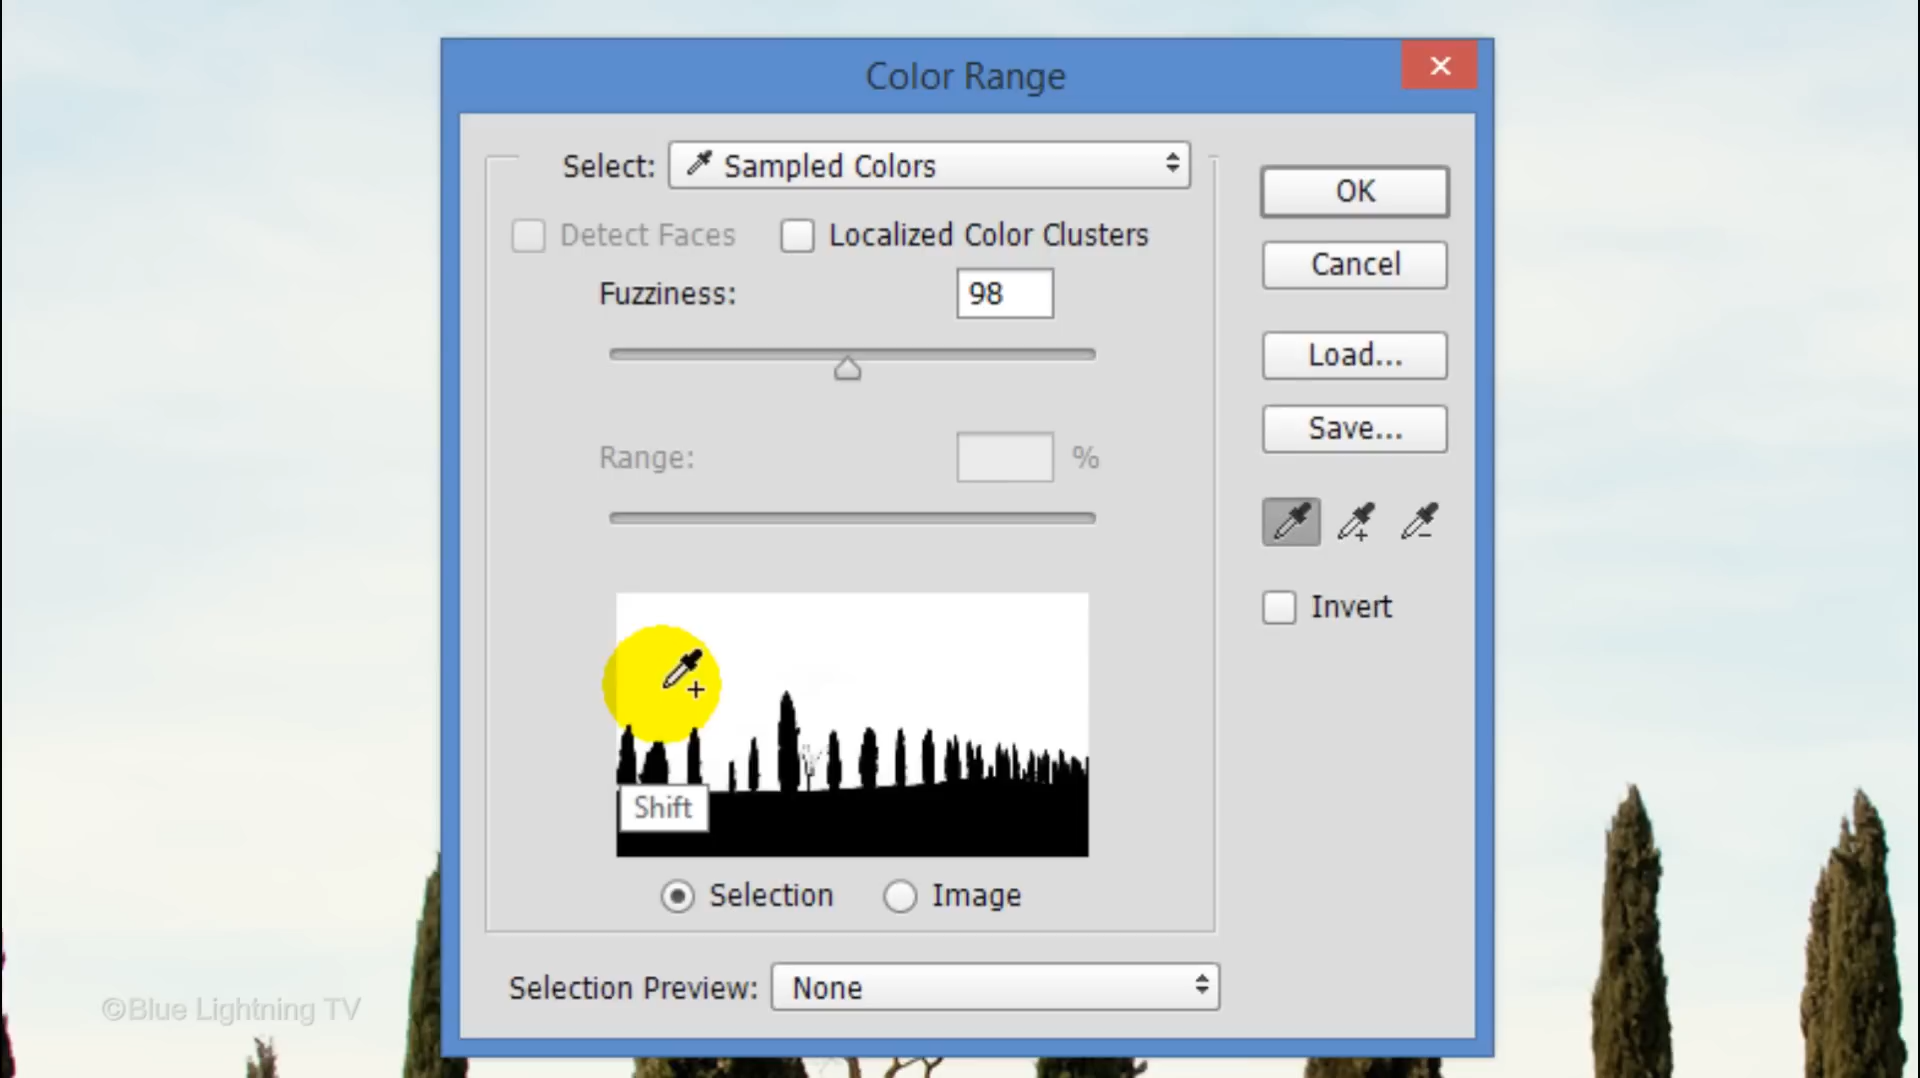 Color Range
Select: Sampled Colors
Detect Faces Localized Color Clusters
Fuzziness: 98
Range: %
Shift
Selection Image
Selection Preview: None
OK
Cancel
Load...
Save...
Invert
©Blue Lightning TV